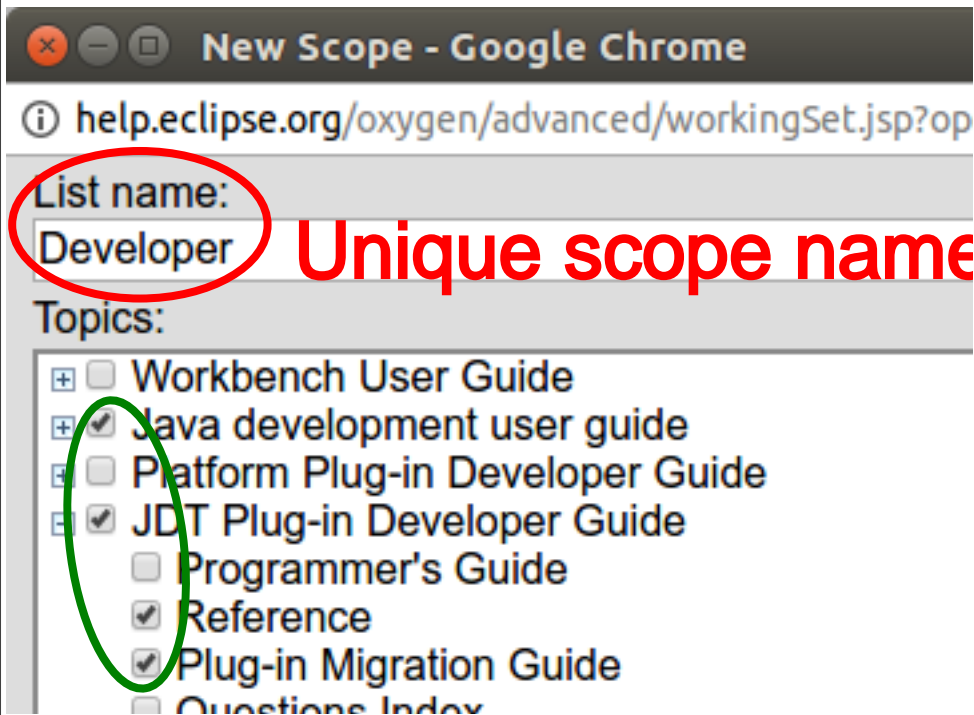 New Scope - Google Chrome
help.eclipse.org/oxygen/advanced/workingSet.jsp?op
List name:
Developer
Unique scope name
Topics:
Workbench User Guide
Java development user guide
Platform Plug-in Developer Guide
JDT Plug-in Developer Guide
Programmer's Guide
Reference
Plug-in Migration Guide
Questions Index